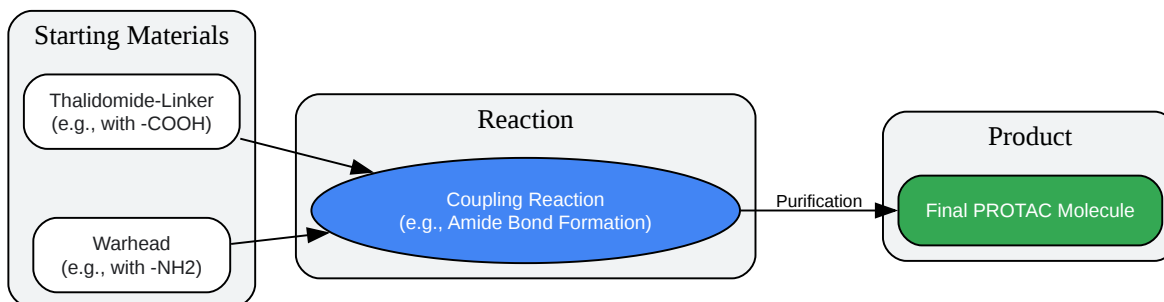 Starting Materials
Thalidomide-Linker
(e.g., with -COOH)
Warhead
(e.g., with -NH2)
Reaction
Coupling Reaction
(e.g., Amide Bond Formation)
Purification
Product
Final PROTAC Molecule